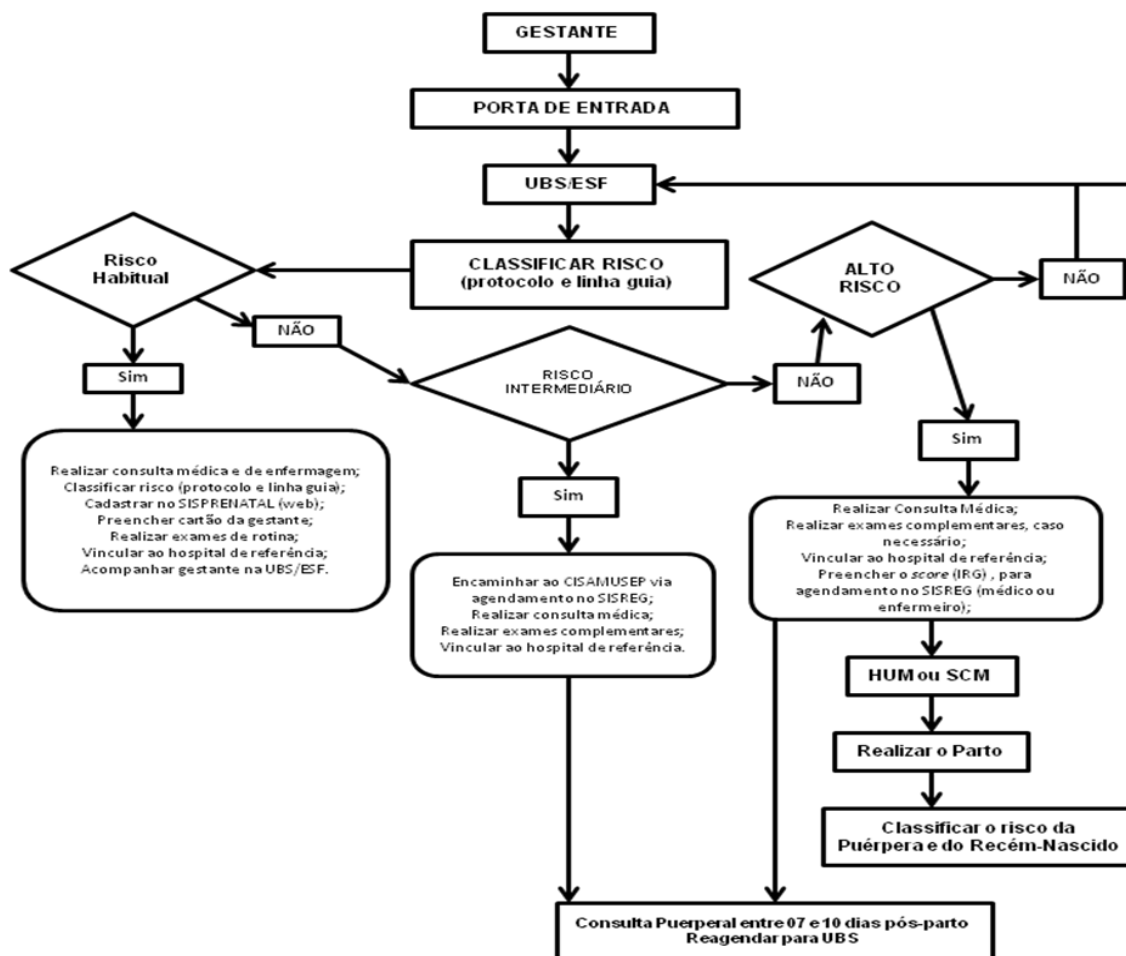 GESTANTE
PORTA DE ENTRADA
UBS/ESF
CLASSIFICAR RISCO
(protocolo e linha guia)
Risco
Habitual
NÃO
Sim
Realizar consulta médica e de enfermagem;
Classificar risco (protocolo e linha guia);
Cadastrar no SISPRENATAL (web);
Preencher cartão da gestante;
Realizar exames de rotina;
Vincular ao hospital de referência;
Acompanhar gestante na UBS/ESF.
RISCO
INTERMEDIÁRIO
NÃO
Sim
Encaminhar ao CISAMUSEP via
agendamento no SISREG;
Realizar consulta médica;
Realizar exames complementares;
Vincular ao hospital de referência.
ALTO
RISCO
NÃO
Sim
Realizar Consulta Médica;
Realizar exames complementares, caso
necessário;
Vincular ao hospital de referência;
Preencher o score (IRG) , para
agendamento no SISREG (médico ou
enfermeiro);
HUM ou SCM
Realizar o Parto
Classificar o risco da
Puérpera e do Recém-Nascido
Consulta Puerperal entre 07 e 10 dias pós-parto
Reagendar para UBS